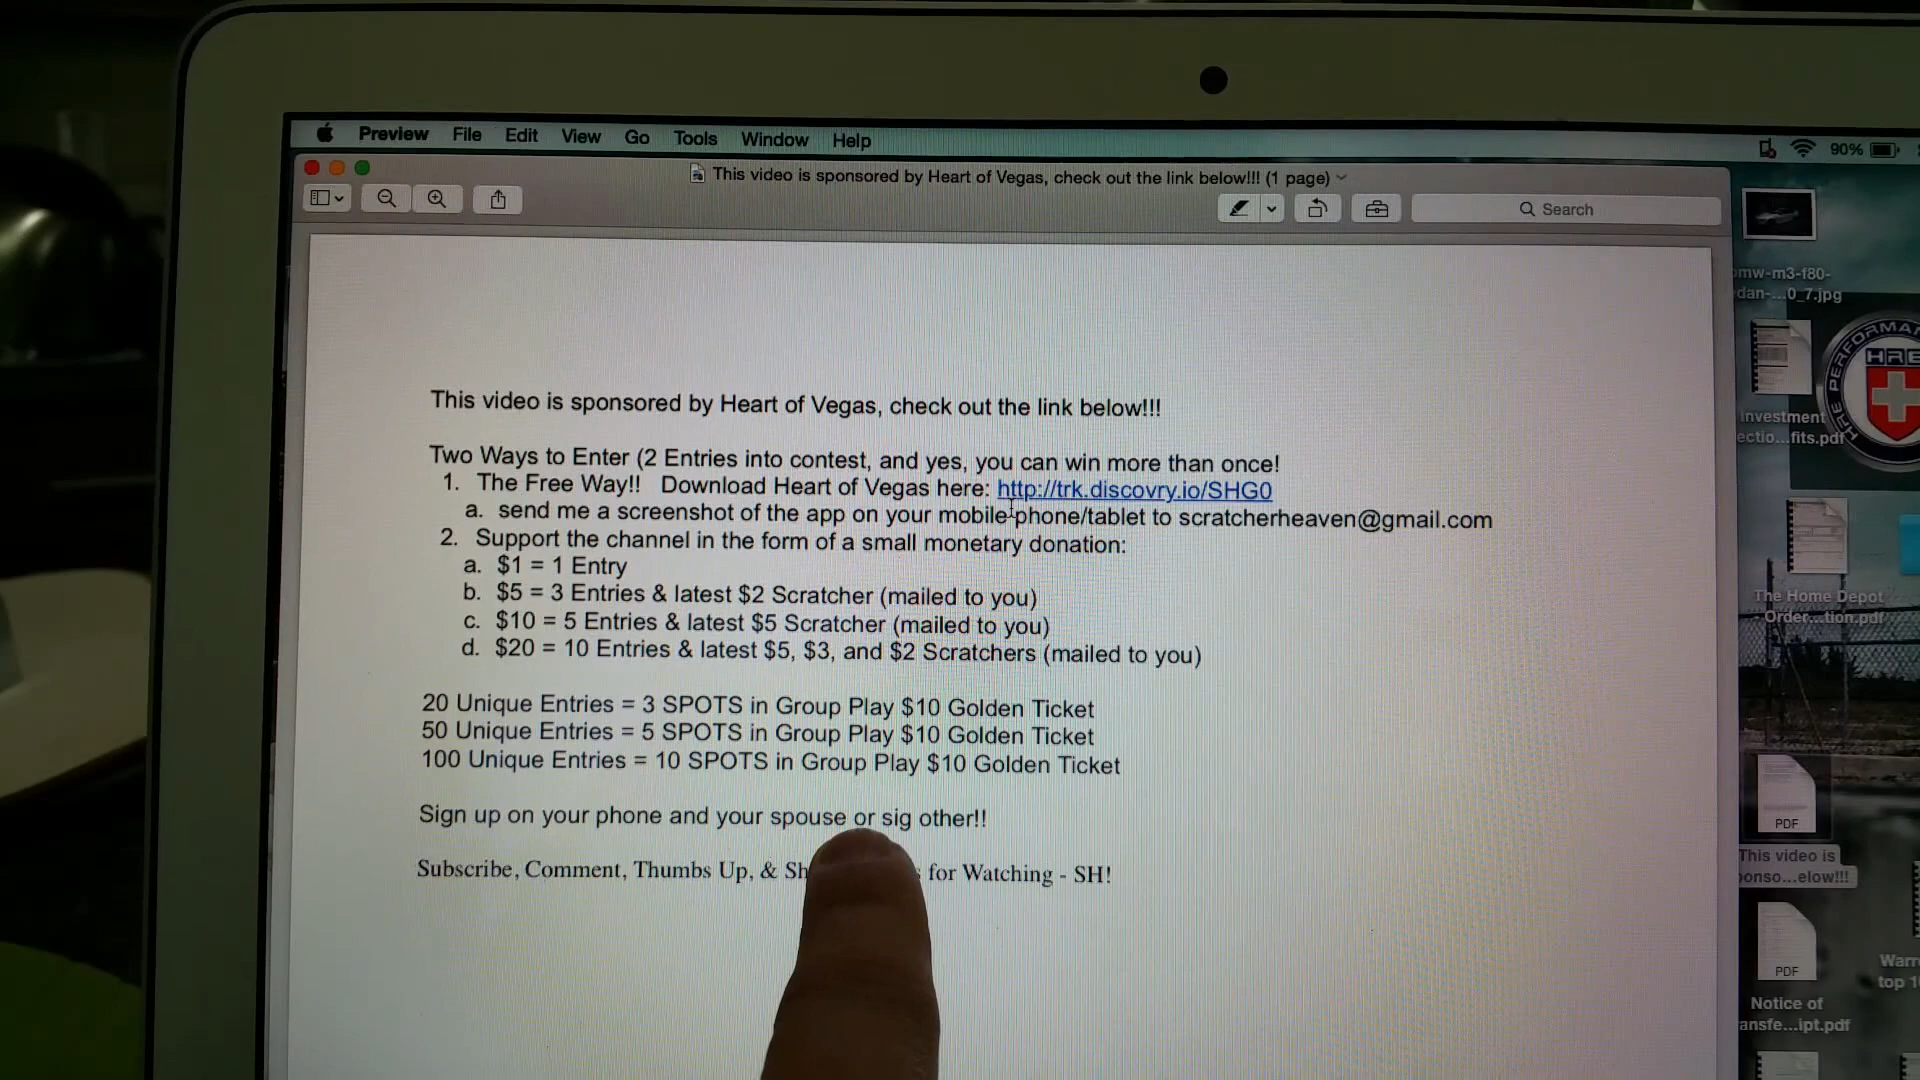 Preview File Edit View Go Tools Window Help
90%
This video is sponsored by Heart of Vegas, check out the link below!!! (1 page)
Search
This video is sponsored by Heart of Vegas, check out the link below!!!
Two Ways to Enter (2 Entries into contest, and yes, you can win more than once!
1. The Free Way!! Download Heart of Vegas here: http://trk.discovry.io/SHG0
a. send me a screenshot of the app on your mobile phone/tablet to scratcherheaven@gmail.com
2. Support the channel in the form of a small monetary donation:
a. $1 = 1 Entry
b. $5 = 3 Entries & latest $2 Scratcher (mailed to you)
c. $10 = 5 Entries & latest $5 Scratcher (mailed to you)
d. $20 = 10 Entries & latest $5, $3, and $2 Scratchers (mailed to you)
20 Unique Entries = 3 SPOTS in Group Play $10 Golden Ticket
50 Unique Entries = 5 SPOTS in Group Play $10 Golden Ticket
100 Unique Entries = 10 SPOTS in Group Play $10 Golden Ticket
Sign up on your phone and your spouse or sig other!!
Subscribe, Comment, Thumbs Up, & Sh for Watching - SH!
mw-m3-f80-
dan-...0_7.jpg
HRE
Investment
ectio...fits.pdf
The Home Depot
Order...tion.pdf
PDF
This video is
ponso...elow!!!
PDF
Notice of
ansfe...ipt.pdf
top